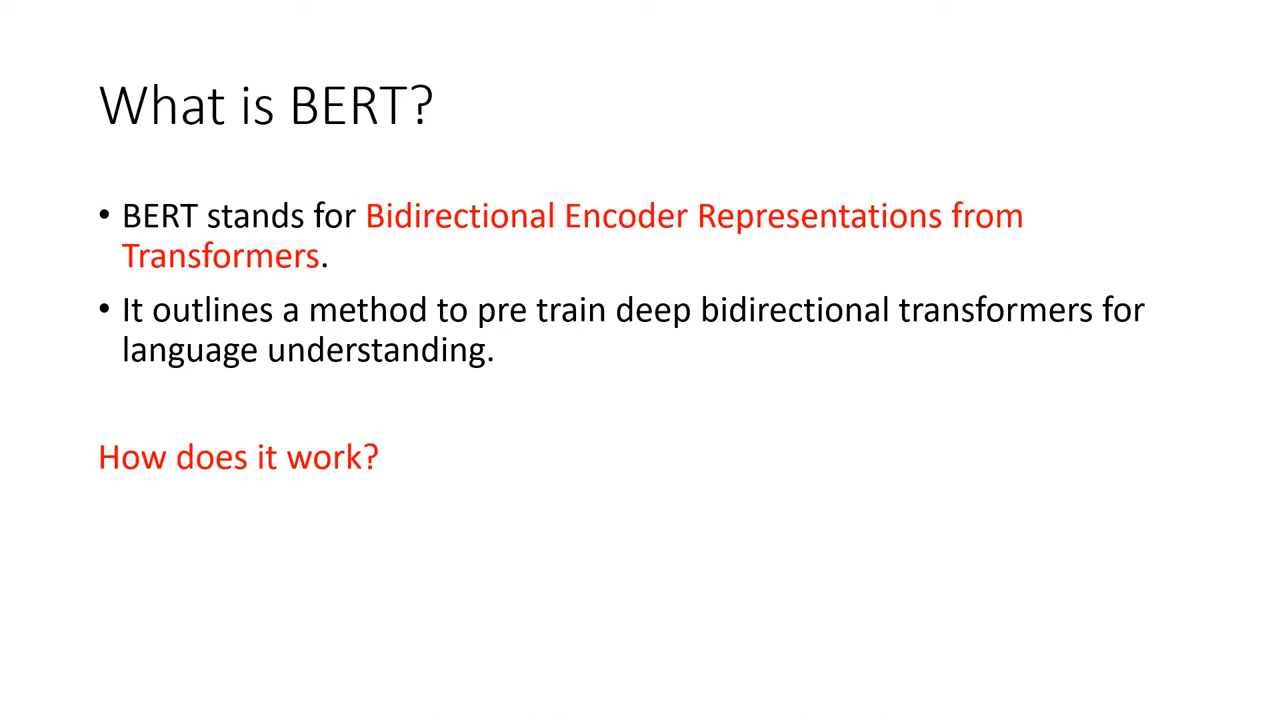 What is BERT?
• BERT stands for Bidirectional Encoder Representations from
Transformers.
• It outlines a method to pre train deep bidirectional transformers for
language understanding.
How does it work?